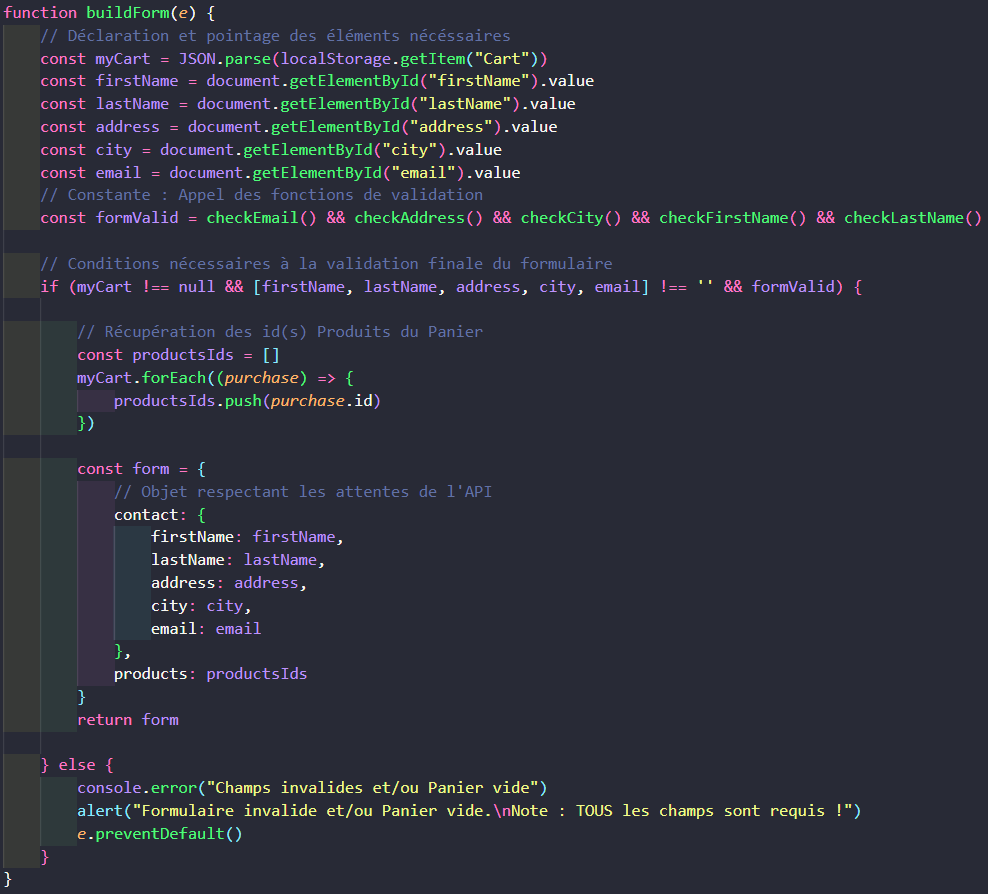 function buildForm(e) {
// Déclaration et pointage des éléments nécéssaires
const myCart = JSON.parse(localStorage.getItem("Cart"))
const firstName = document.getElementById("firstName").value
const lastName = document.getElementById("lastName").value
const address = document.getElementById("address").value
const city = document.getElementById("city").value
const email = document.getElementById("email").value
// Constante : Appel des fonctions de validation
const formValid = checkEmail() && checkAddress() && checkCity() && checkFirstName() && checkLastName()
// Conditions nécessaires à la validation finale du formulaire
if (myCart !== null && [firstName, lastName, address, city, email] !== '' && formValid) {
// Récupération des id(s) Produits du Panier
const productsIds = []
myCart.forEach((purchase) => {
productsIds.push(purchase.id)
})
const form = {
// Objet respectant les attentes de l'API
contact: {
firstName: firstName,
lastName: lastName,
address: address,
city: city,
email: email
},
products: productsIds
}
return form
} else {
console.error("Champs invalides et/ou Panier vide")
alert("Formulaire invalide et/ou Panier vide.\nNote : TOUS les champs sont requis !")
e.preventDefault()
}
}